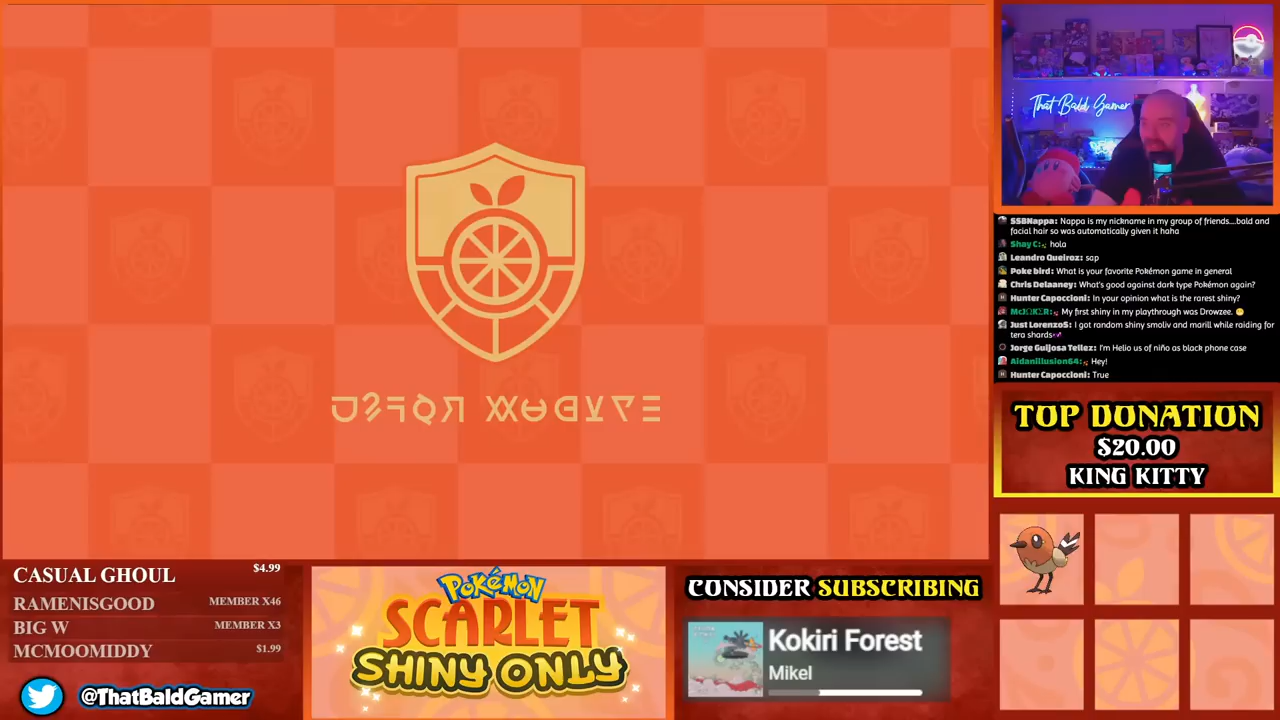 That Bald Gamer
SSBNappa: Nappa is my nickname in my group of friends....bald and
facial hair so was automatically given it haha
Shay C: hola
Leandro Queiroz: sap
Poke bird: What is your favorite Pokémon game in general
Chris Delaaney: What's good against dark type Pokémon again?
Hunter Capoccioni: In your opinion what is the rarest shiny?
My first shiny in my playthrough was Drowzee.
Just LorenzoS: I got random shiny smoliv and marill while raiding for
tera shards
Jorge Guijosa Tellez: I'm Helio us of niño as black phone case
Aidanillusion64: Hey!
Hunter Capoccioni: True
TOP DONATION
$20.00
KING KITTY
CASUAL GHOUL $4.99
RAMENISGOOD MEMBER X46
BIG W MEMBER X3
MCMOOMIDDY $1.99
@ThatBaldGamer
POKÉMON
SCARLET
SHINY ONLY
CONSIDER SUBSCRIBING
Kokiri Forest
Mikel